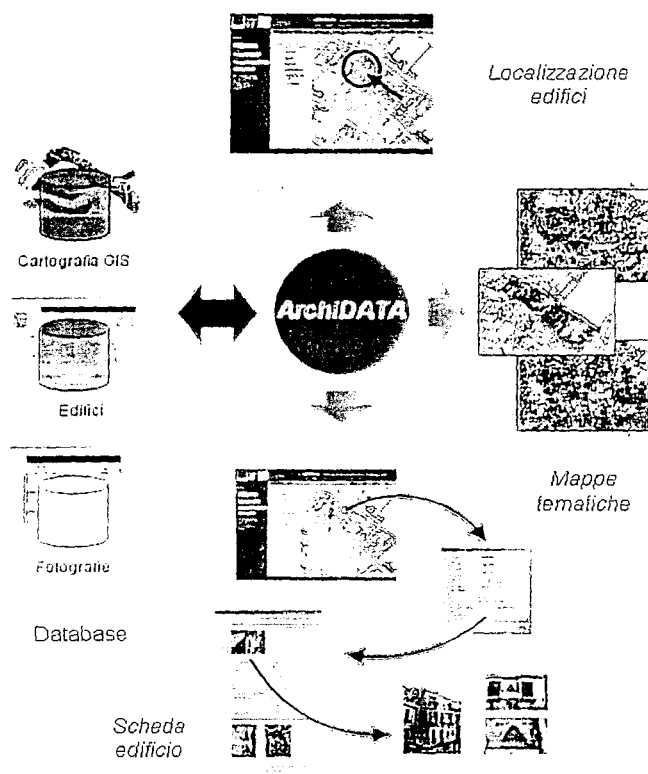 Localizzazione
edifici
Cartografia GIS
ArchiDATA
Edifici
Mappe
tematiche
Fotografie
Database
Scheda
edificio